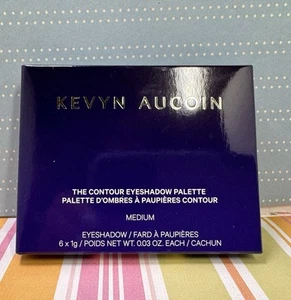 KEVYN AUCOIN
THE CONTOUR EYESHADOW PALETTE
PALETTE D'OMBRES À PAUPIÈRES CONTOUR
MEDIUM
EYESHADOW / FARD À PAUPIÈRES
6 x 1g / POIDS NET WT. 0.03 OZ. EACH / CACHUN